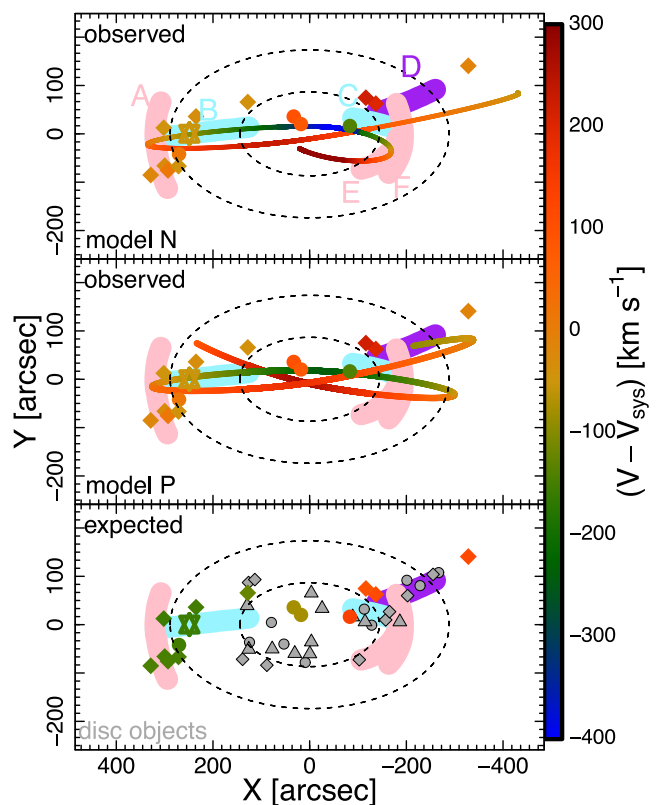 observed
A
B
C
D
E
F
model N
100
0
−200
observed
model P
100
0
−200
expected
disc objects
100
0
−200
400
200
0
−200
−400
X [arcsec]
Y [arcsec]
300
200
100
0
−100
−200
−300
−400
(V − Vsys) [km s−1]